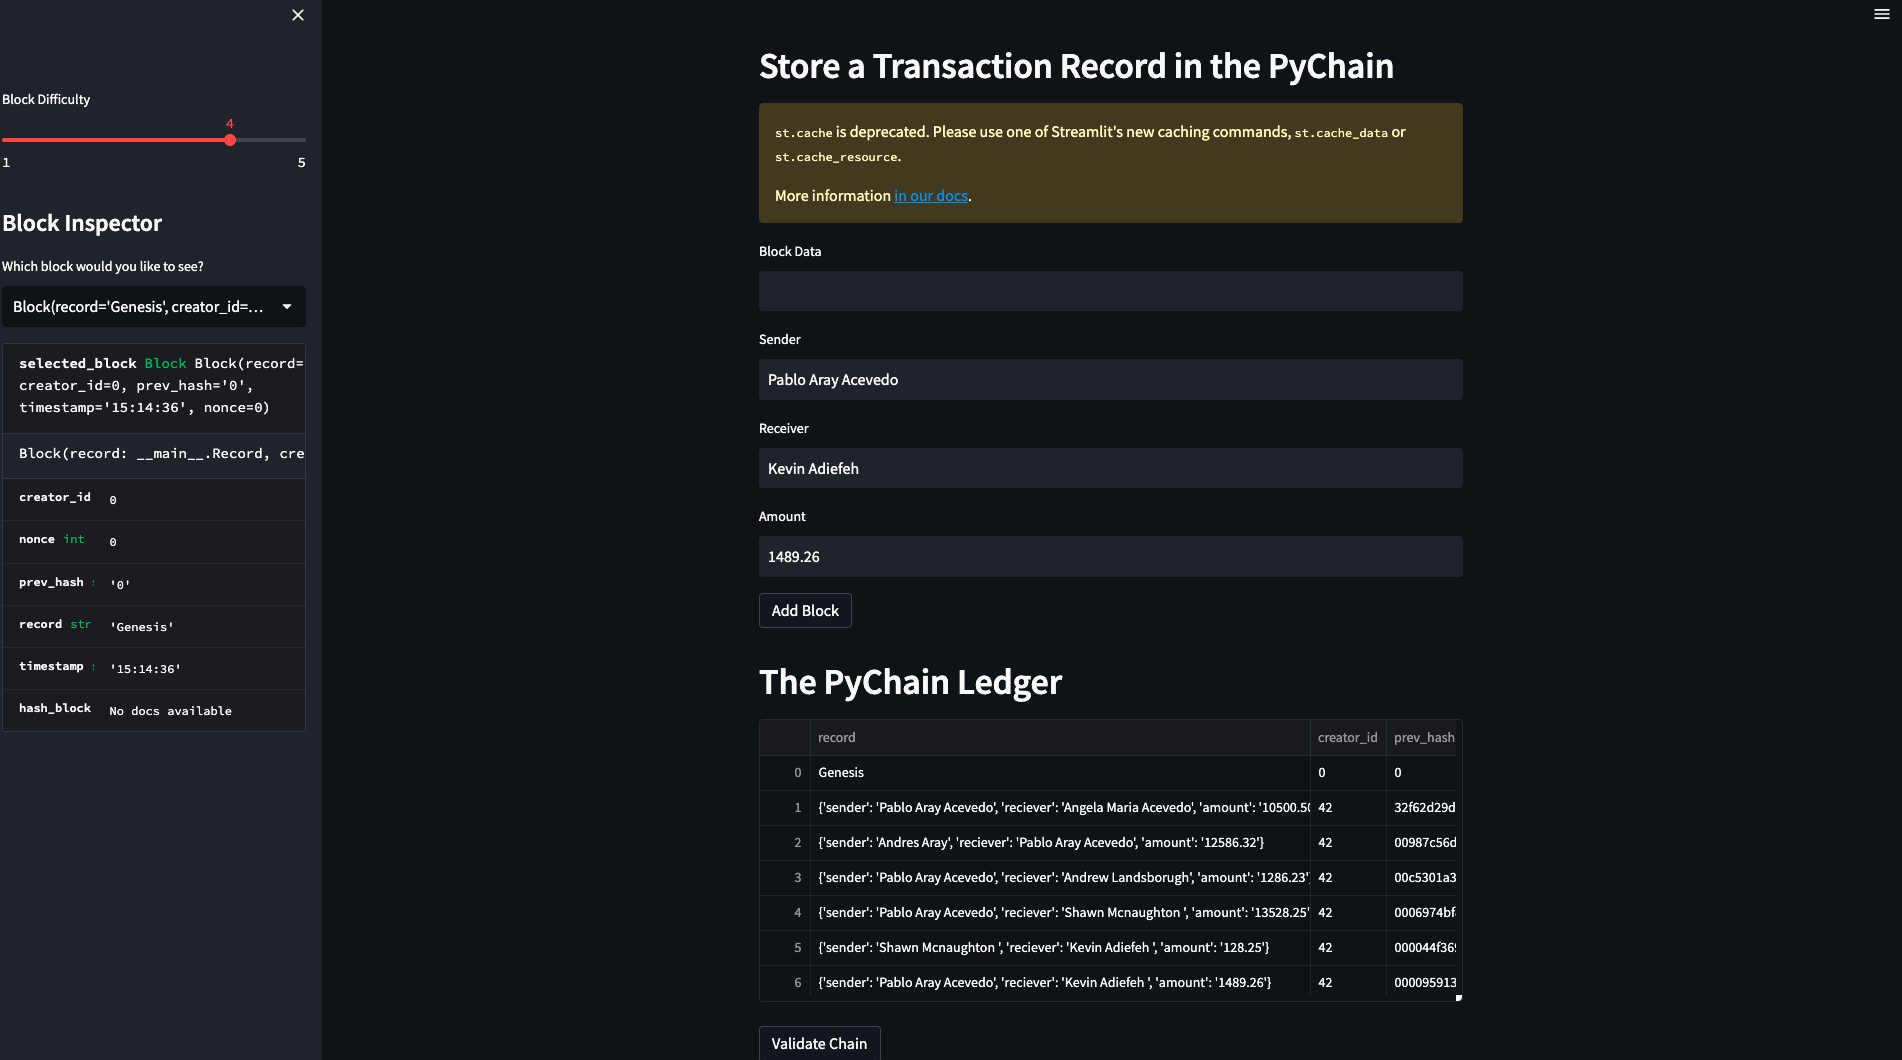 Block Difficulty
4
1 5
Block Inspector
Which block would you like to see?
Block(record='Genesis', creator_id=...
selected_block Block Block(record=
creator_id=0, prev_hash='0',
timestamp='15:14:36', nonce=0)
Block(record: __main__.Record, cre
creator_id 0
nonce int 0
prev_hash : '0'
record str 'Genesis'
timestamp : '15:14:36'
hash_block No docs available
Store a Transaction Record in the PyChain
st.cache is deprecated. Please use one of Streamlit's new caching commands, st.cache_data or
st.cache_resource.
More information in our docs.
Block Data
Sender
Pablo Aray Acevedo
Receiver
Kevin Adiefeh
Amount
1489.26
Add Block
The PyChain Ledger
record creator_id prev_hash
0 Genesis 0 0
1 {'sender': 'Pablo Aray Acevedo', 'reciever': 'Angela Maria Acevedo', 'amount': '10500.50 42 32f62d29d
2 {'sender': 'Andres Aray', 'reciever': 'Pablo Aray Acevedo', 'amount': '12586.32'} 42 00987c56d
3 {'sender': 'Pablo Aray Acevedo', 'reciever': 'Andrew Landsborugh', 'amount': '1286.23'} 42 00c5301a3
4 {'sender': 'Pablo Aray Acevedo', 'reciever': 'Shawn Mcnaughton ', 'amount': '13528.25' 42 0006974bf
5 {'sender': 'Shawn Mcnaughton ', 'reciever': 'Kevin Adiefeh ', 'amount': '128.25'} 42 000044f369
6 {'sender': 'Pablo Aray Acevedo', 'reciever': 'Kevin Adiefeh ', 'amount': '1489.26'} 42 000095913
Validate Chain